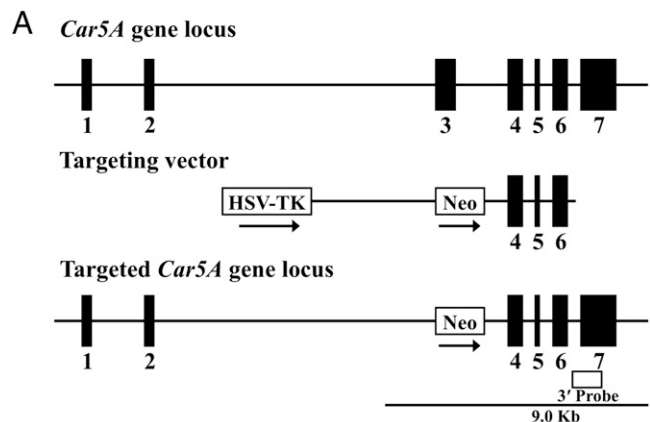 A
Car5A gene locus
1 2 3 4 5 6 7
Targeting vector
HSV-TK Neo
4 5 6
Targeted Car5A gene locus
Neo
1 2 4 5 6 7
3′ Probe
9.0 Kb